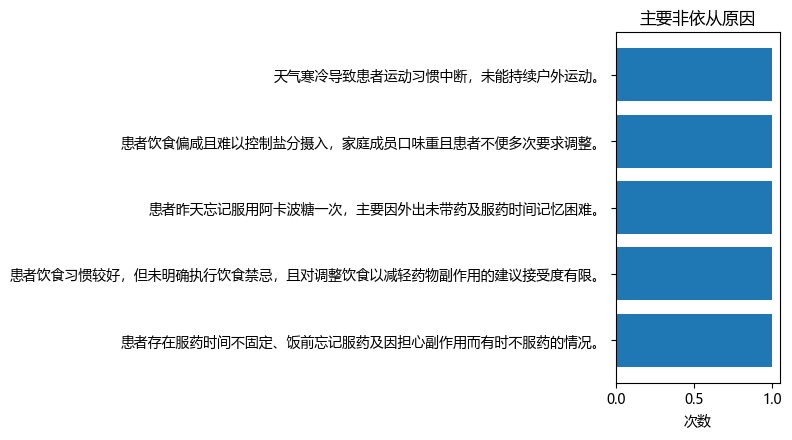 主要非依从原因
天气寒冷导致患者运动习惯中断，未能持续户外运动。
患者饮食偏咸且难以控制盐分摄入，家庭成员口味重且患者不便多次要求调整。
患者昨天忘记服用阿卡波糖一次，主要因外出未带药及服药时间记忆困难。
患者饮食习惯较好，但未明确执行饮食禁忌，且对调整饮食以减轻药物副作用的建议接受度有限。
患者存在服药时间不固定、饭前忘记服药及因担心副作用而有时不服药的情况。
0.0 0.5 1.0
次数